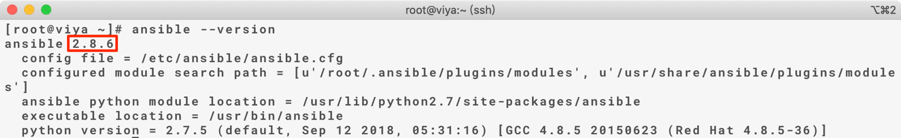 root@viya:~ (ssh)
⌥⌘2
[root@viya ~]# ansible --version
ansible 2.8.6
  config file = /etc/ansible/ansible.cfg
  configured module search path = [u'/root/.ansible/plugins/modules', u'/usr/share/ansible/plugins/module
s']
  ansible python module location = /usr/lib/python2.7/site-packages/ansible
  executable location = /usr/bin/ansible
  python version = 2.7.5 (default, Sep 12 2018, 05:31:16) [GCC 4.8.5 20150623 (Red Hat 4.8.5-36)]